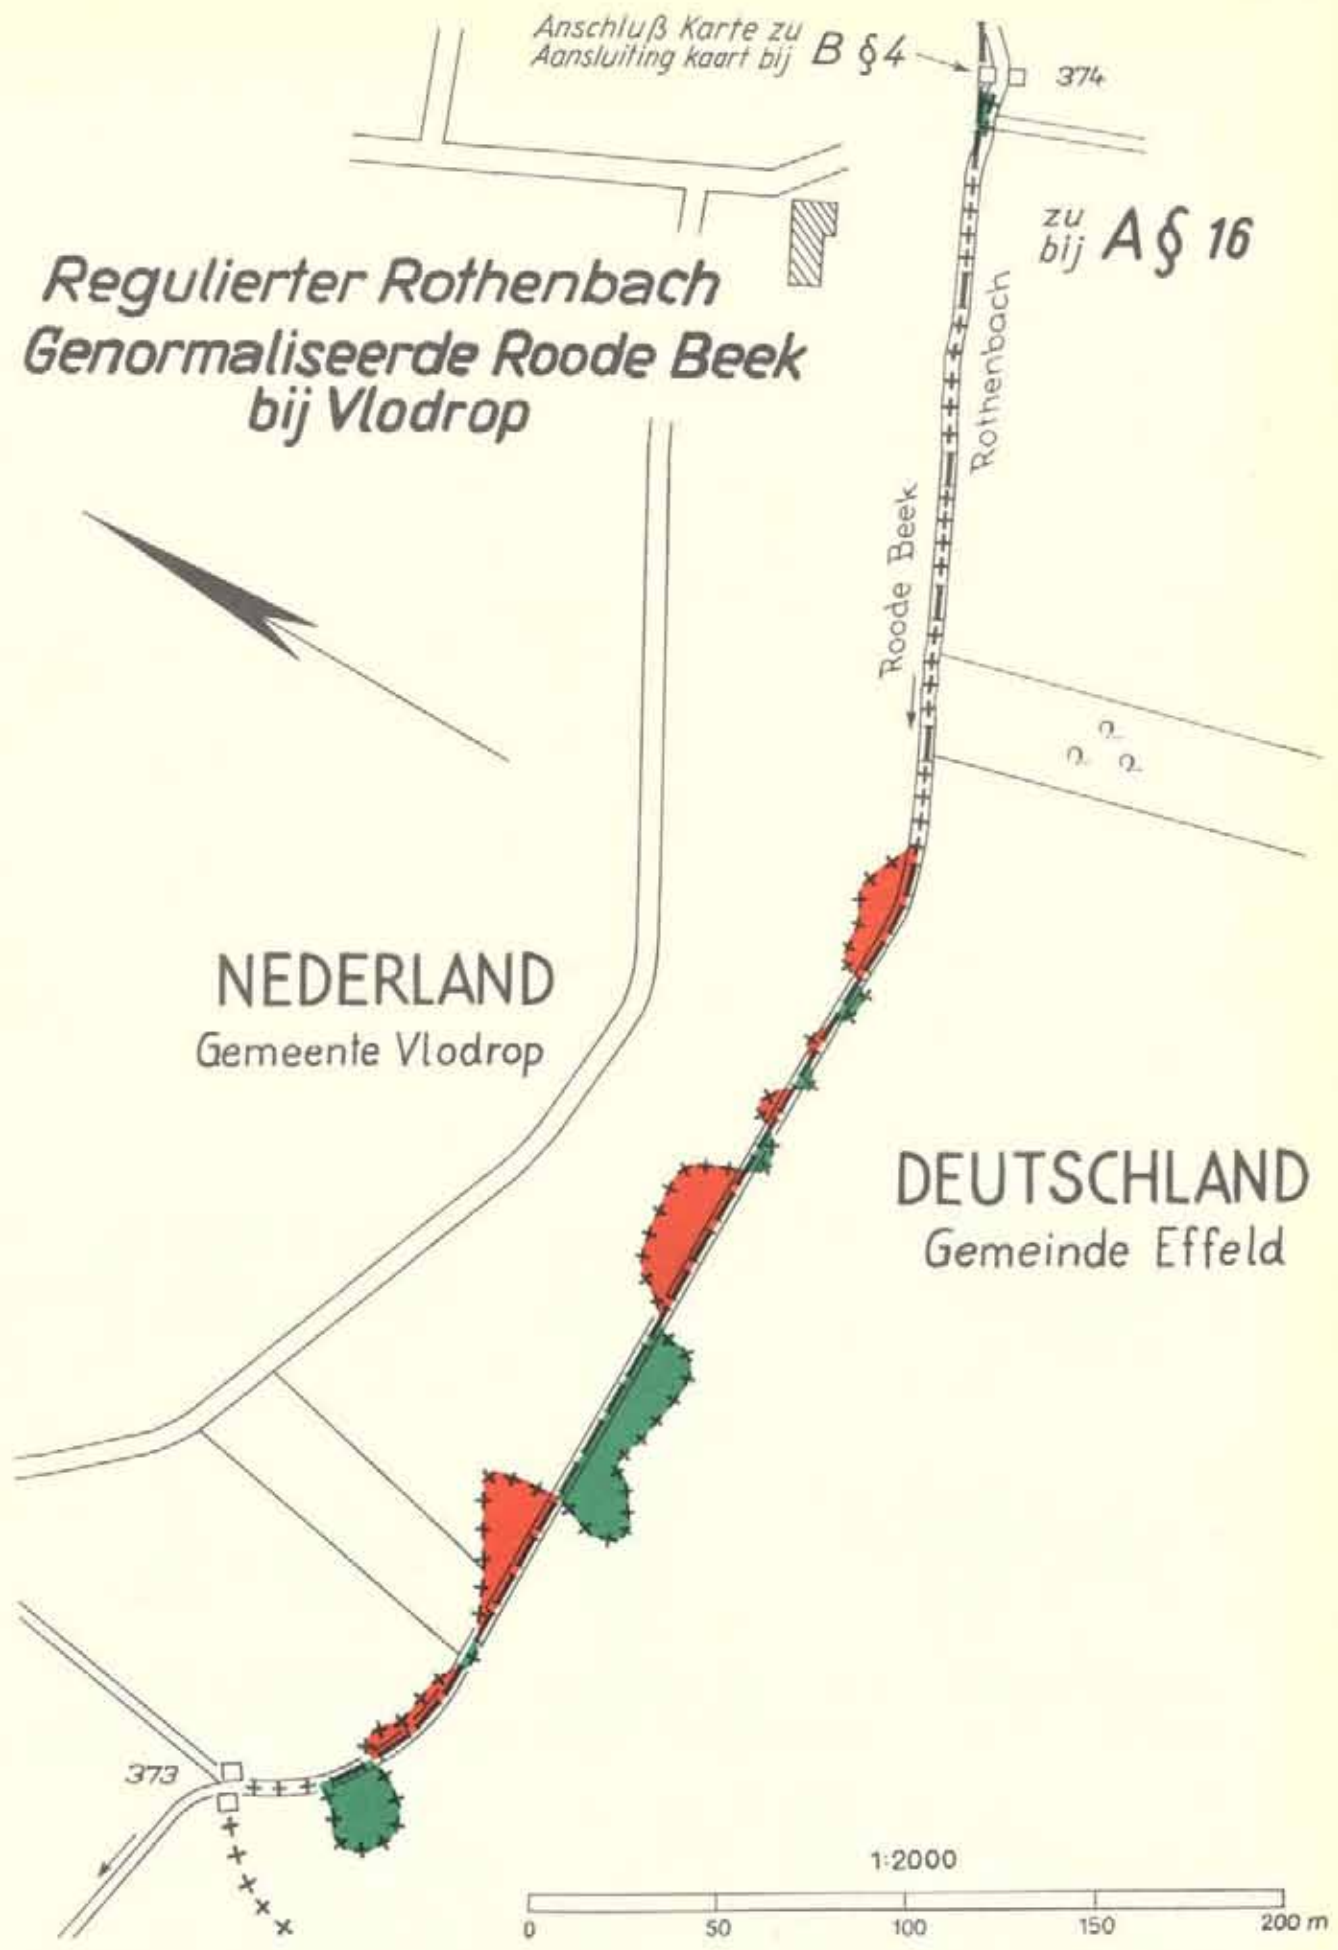 Anschluß Karte zu
Aansluiting kaart bij B § 4
374
zu
bij A § 16
Regulierter Rothenbach
Genormaliseerde Roode Beek
bij Vlodrop
Rothenbach
Roode Beek
NEDERLAND
Gemeente Vlodrop
DEUTSCHLAND
Gemeinde Effeld
373
1:2000
0 50 100 150 200 m